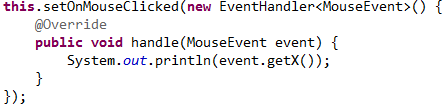 this.setOnMouseClicked(new EventHandler<MouseEvent>() {
    @Override
    public void handle(MouseEvent event) {
        System.out.println(event.getX());
    }
});